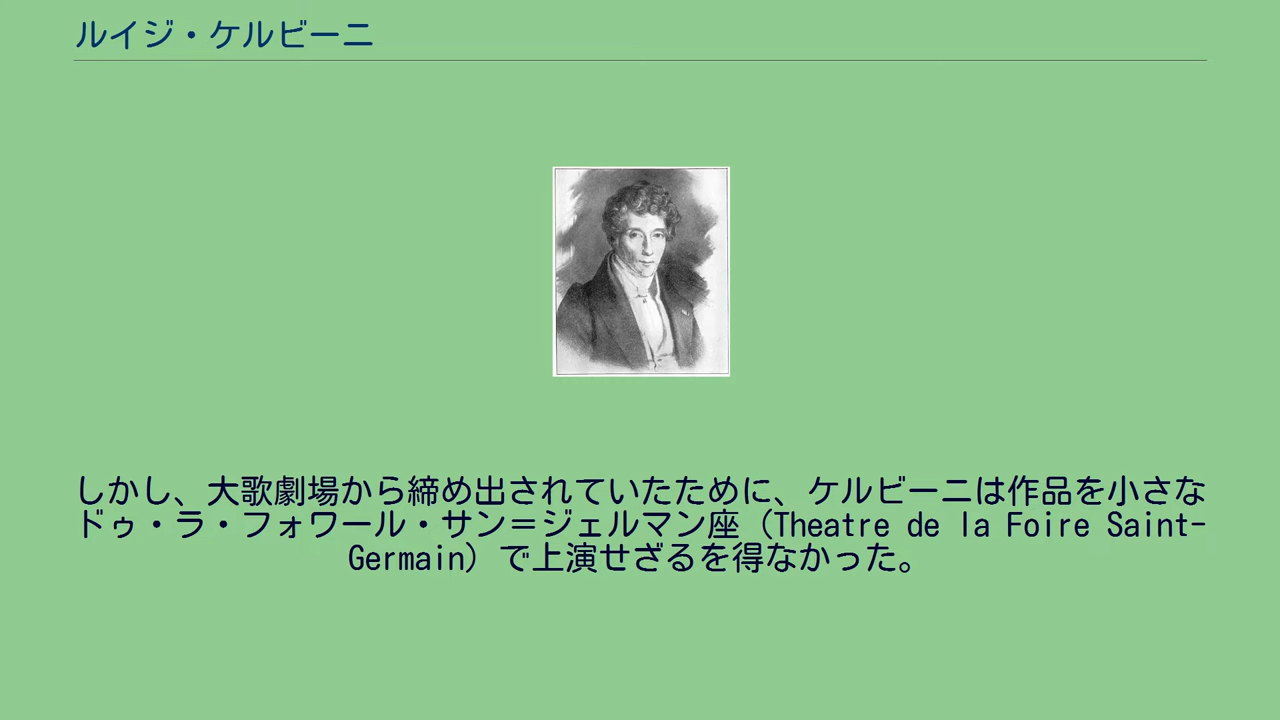 ルイジ・ケルビーニ
しかし、大歌劇場から締め出されていたために、ケルビーニは作品を小さな
ドゥ・ラ・フォワール・サン＝ジェルマン座（Theatre de la Foire Saint-
Germain）で上演せざるを得なかった。